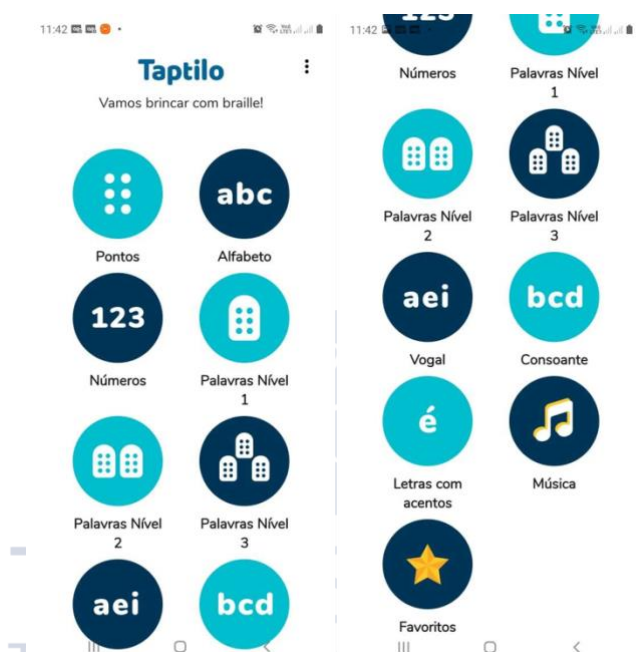 11:42
Taptilo
Vamos brincar com braille!
Pontos
abc
Alfabeto
123
Números
Palavras Nível
1
Palavras Nível
2
Palavras Nível
3
aei
bcd
11:42
123
Números
Palavras Nível
1
Palavras Nível
2
Palavras Nível
3
aei
Vogal
bcd
Consoante
é
Letras com
acentos
Música
Favoritos